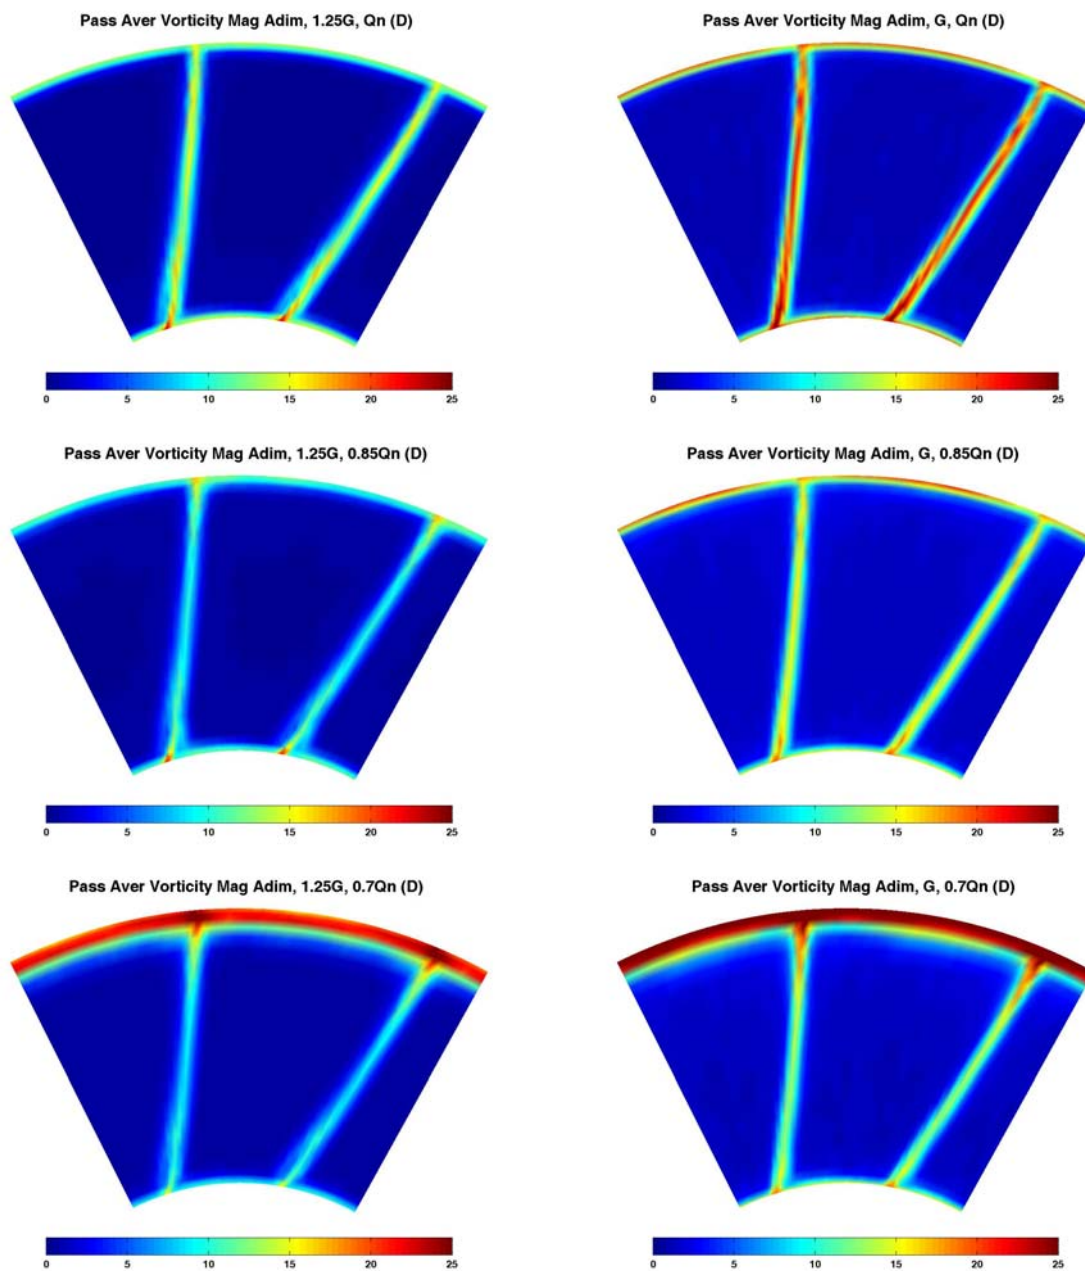 Pass Aver Vorticity Mag Adim, 1.25G, Qn (D)
Pass Aver Vorticity Mag Adim, G, Qn (D)
0 5 10 15 20 25
0 5 10 15 20 25
Pass Aver Vorticity Mag Adim, 1.25G, 0.85Qn (D)
Pass Aver Vorticity Mag Adim, G, 0.85Qn (D)
0 5 10 15 20 25
0 5 10 15 20 25
Pass Aver Vorticity Mag Adim, 1.25G, 0.7Qn (D)
Pass Aver Vorticity Mag Adim, G, 0.7Qn (D)
0 5 10 15 20 25
0 5 10 15 20 25